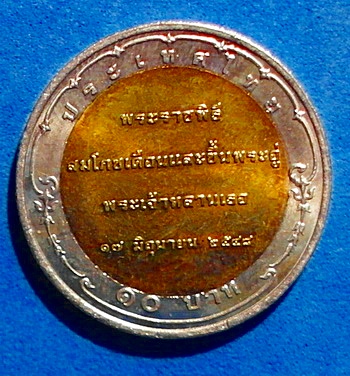 ประเทศไทย
พระราชพิธี
สมโภชเดือนและขึ้นพระอู่
พระเจ้าหลานเธอ
๑๗ มิถุนายน ๒๕๔๘
๑๐ บาท